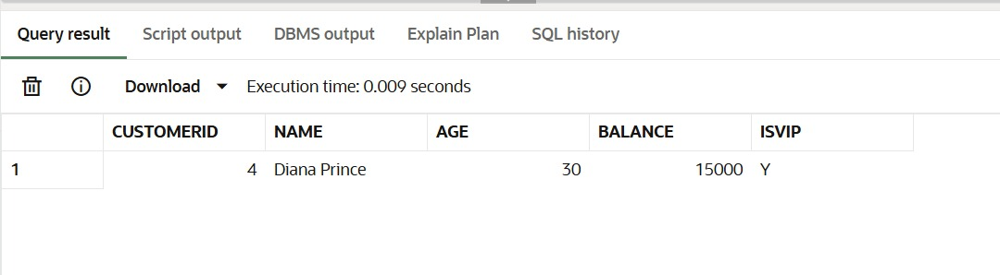 Query result Script output DBMS output Explain Plan SQL history
Download Execution time: 0.009 seconds
CUSTOMERID NAME AGE BALANCE ISVIP
1 4 Diana Prince 30 15000 Y